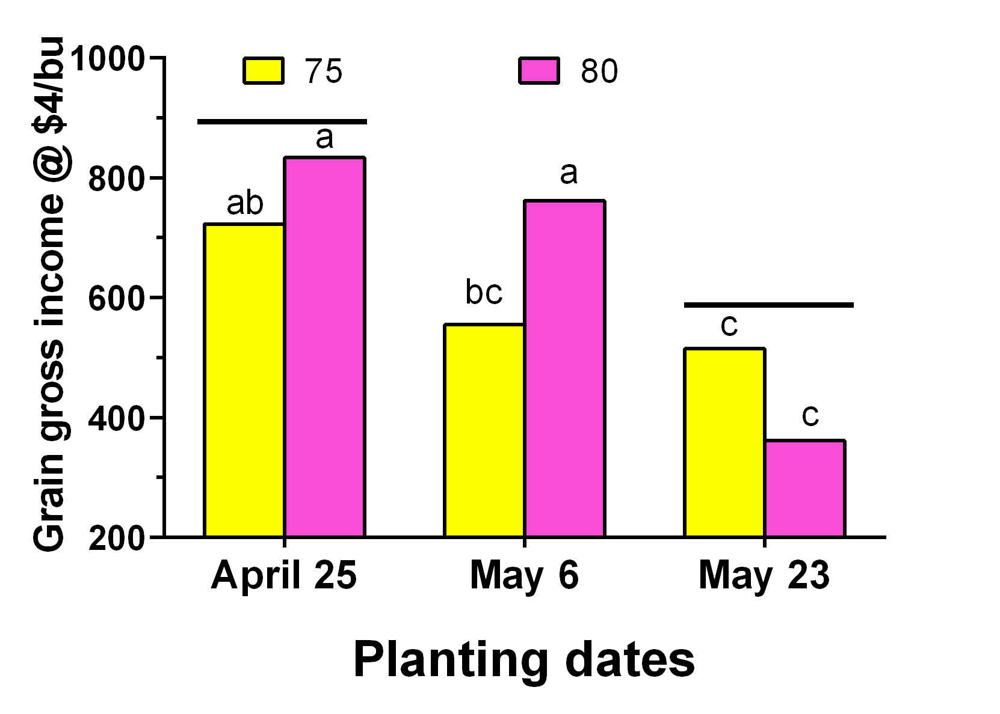 Grain gross income @ $4/bu
1000
800
600
400
200
75
80
ab
a
bc
a
c
c
April 25
May 6
May 23
Planting dates